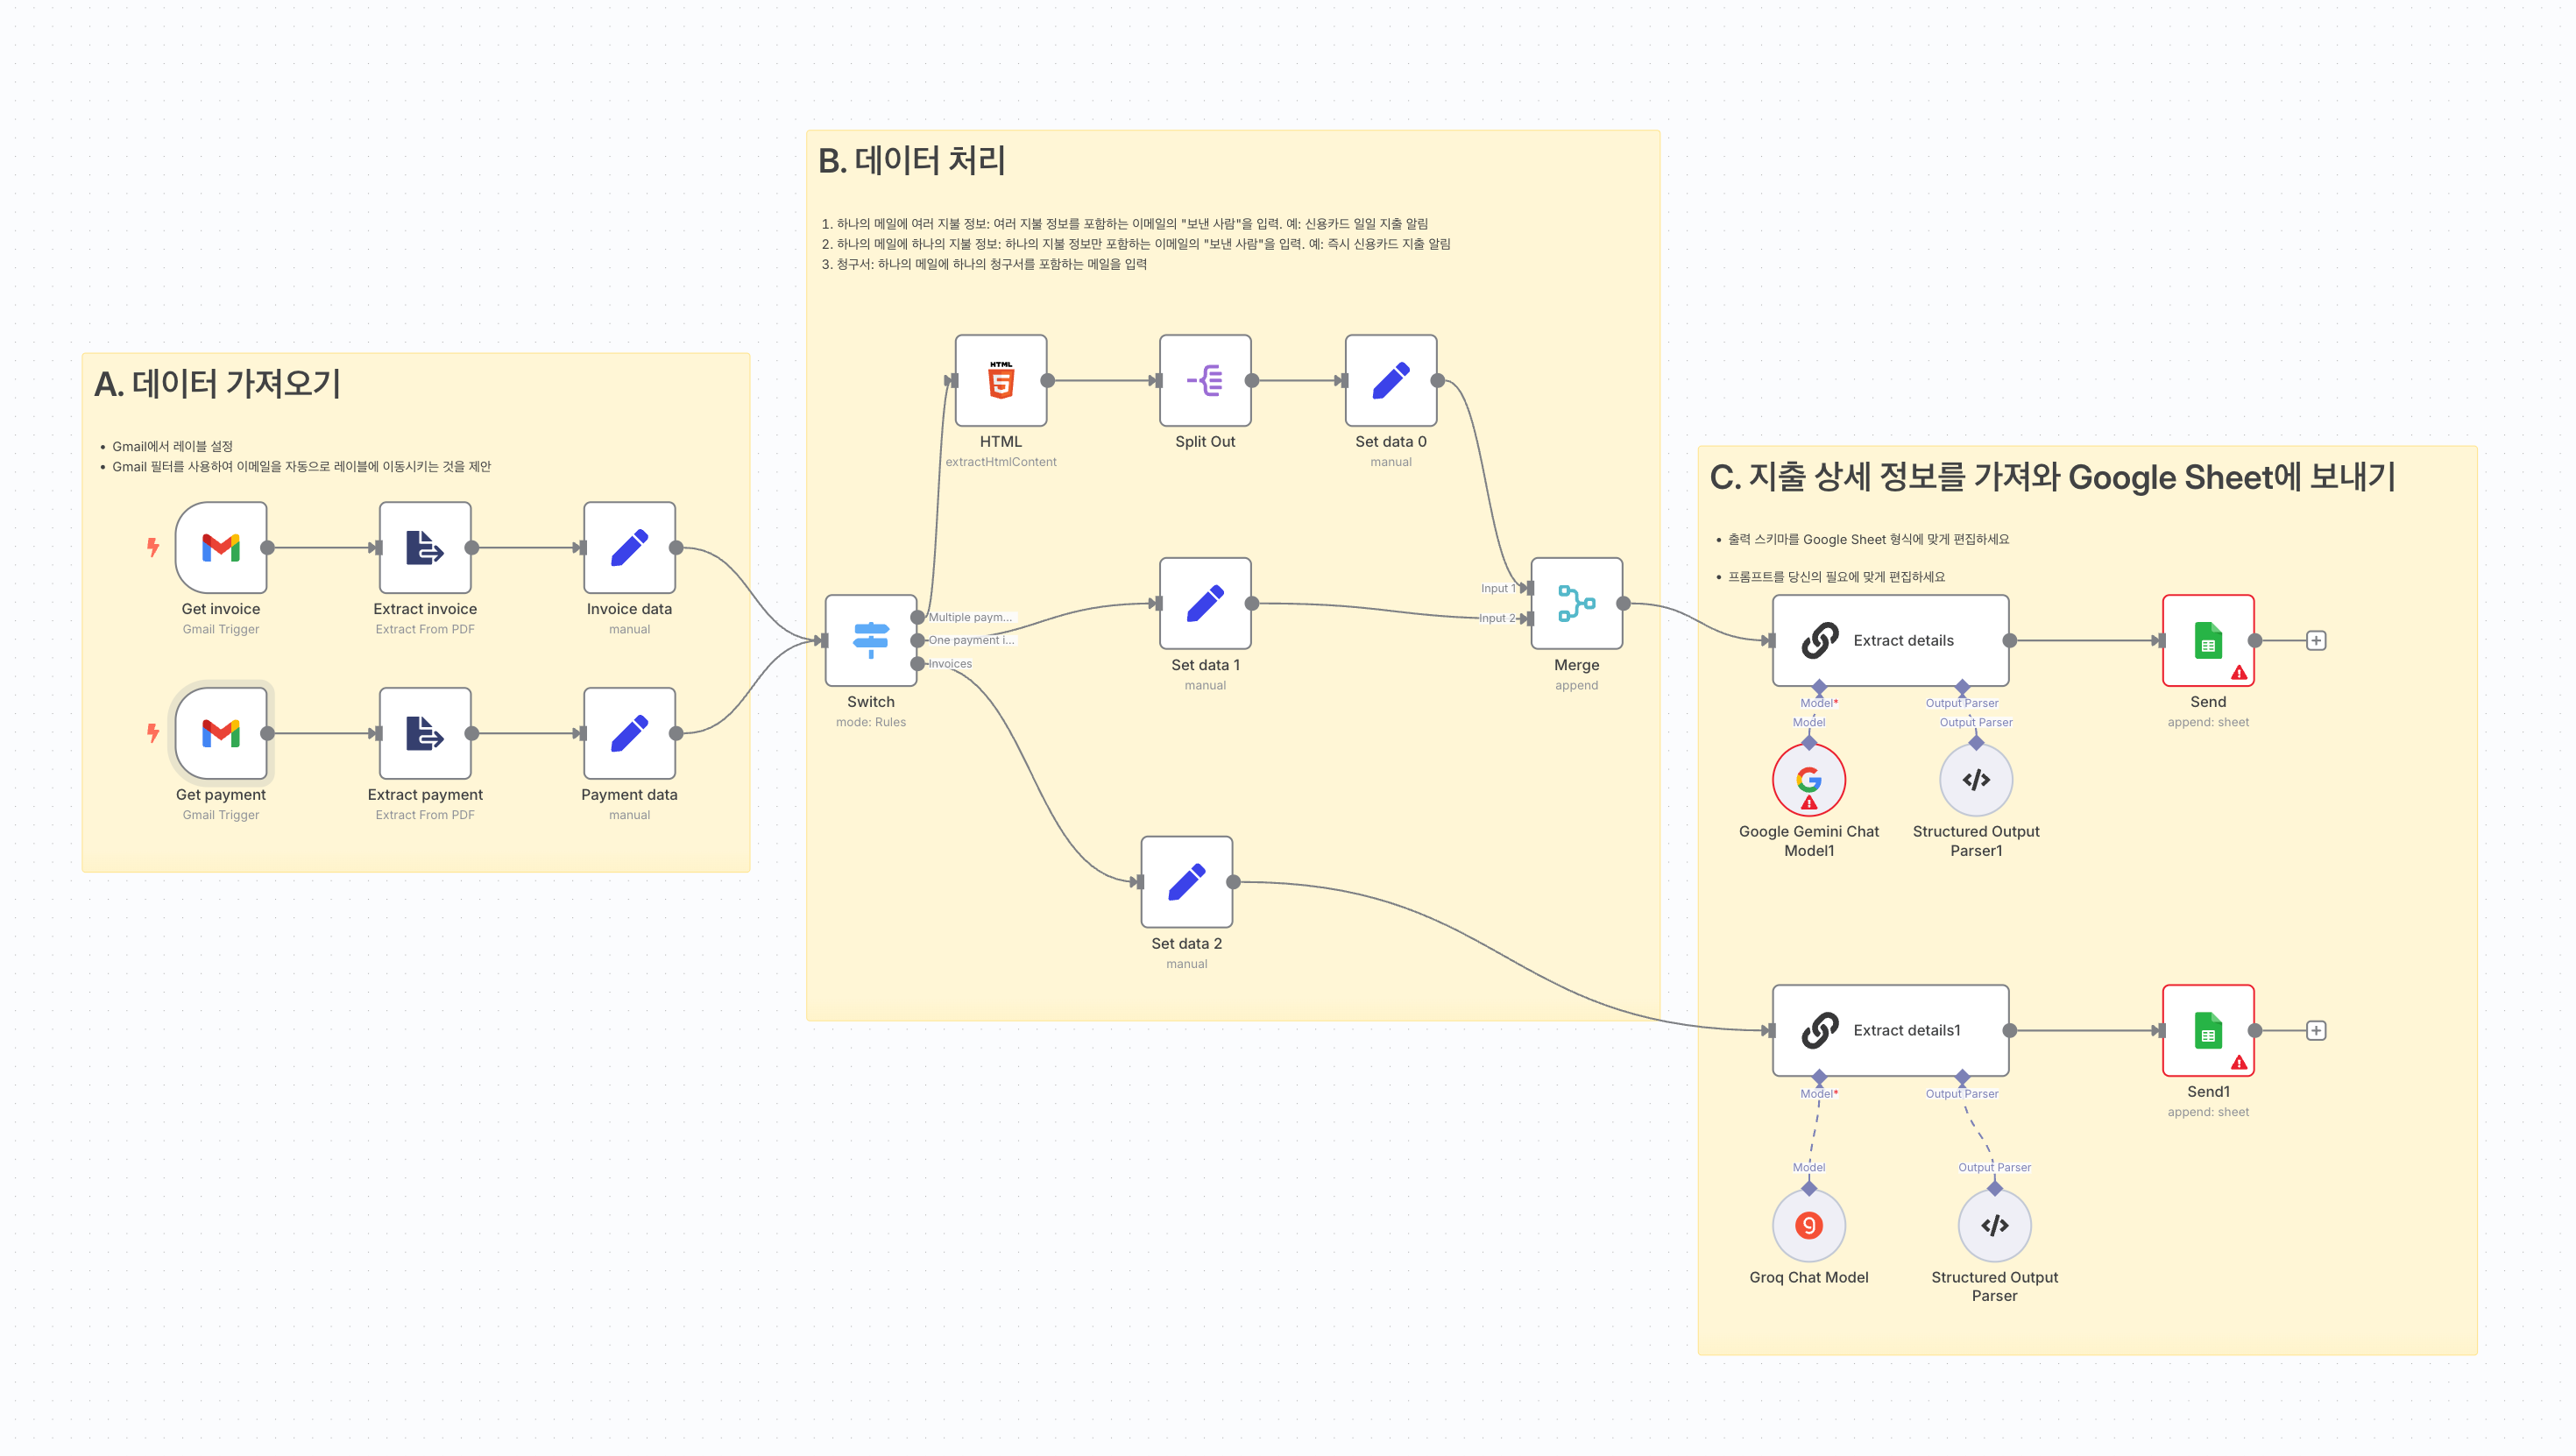 A. 데이터 가져오기
Gmail에서 레이블 설정
Gmail 필터를 사용하여 이메일을 자동으로 레이블에 이동시키는 것을 제안
Get invoice
Gmail Trigger
Extract invoice
Extract From PDF
Invoice data
manual
Get payment
Gmail Trigger
Extract payment
Extract From PDF
Payment data
manual
B. 데이터 처리
1. 하나의 메일에 여러 지불 정보: 여러 지불 정보를 포함하는 이메일의 "보낸 사람"을 입력. 예: 신용카드 일일 지출 알림
2. 하나의 메일에 하나의 지불 정보: 하나의 지불 정보만 포함하는 이메일의 "보낸 사람"을 입력. 예: 즉시 신용카드 지출 알림
3. 청구서: 하나의 메일에 하나의 청구서를 포함하는 메일을 입력
HTML
HTML
extractHtmlContent
Split Out
Set data 0
manual
Multiple paym...
One payment i...
Invoices
Switch
mode: Rules
Set data 1
manual
Input 1
Input 2
Merge
append
Set data 2
manual
C. 지출 상세 정보를 가져와 Google Sheet에 보내기
출력 스키마를 Google Sheet 형식에 맞게 편집하세요
프롬프트를 당신의 필요에 맞게 편집하세요
Extract details
Model*
Output Parser
Model
Output Parser
Google Gemini Chat
Model1
Structured Output
Parser1
Send
append: sheet
Extract details1
Model*
Output Parser
Model
Output Parser
Groq Chat Model
Structured Output
Parser
Send1
append: sheet